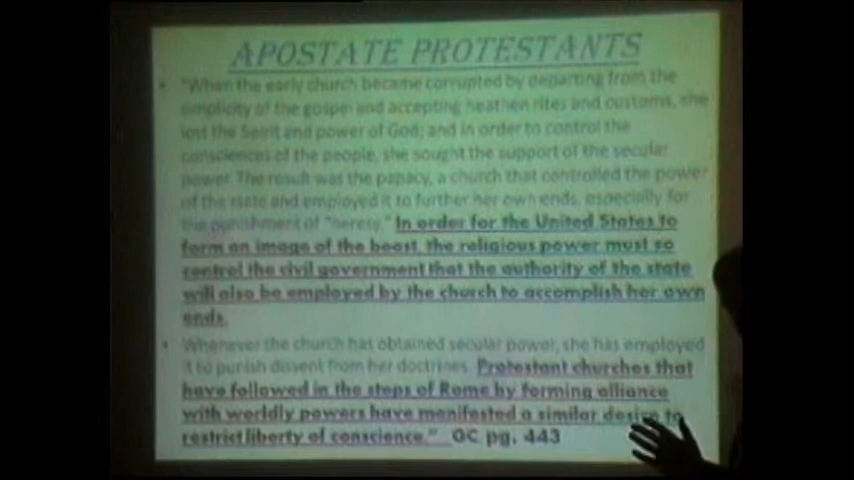 APOSTATE PROTESTANTS
• "When the early church became corrupted by departing from the
simplicity of the gospel and accepting heathen rites and customs, she
lost the Spirit and power of God; and in order to control the
consciences of the people, she sought the support of the secular
power. The result was the papacy, a church that controlled the power
of the state and employed it to further her own ends, especially for
the punishment of "heresy." In order for the United States to
form an image of the beast, the religious power must so
control the civil government that the authority of the state
will also be employed by the church to accomplish her own
ends.
• Whenever the church has obtained secular power, she has employed
it to punish dissent from her doctrines. Protestant churches that
have followed in the steps of Rome by forming alliance
with worldly powers have manifested a similar desire to
restrict liberty of conscience." GC pg. 443